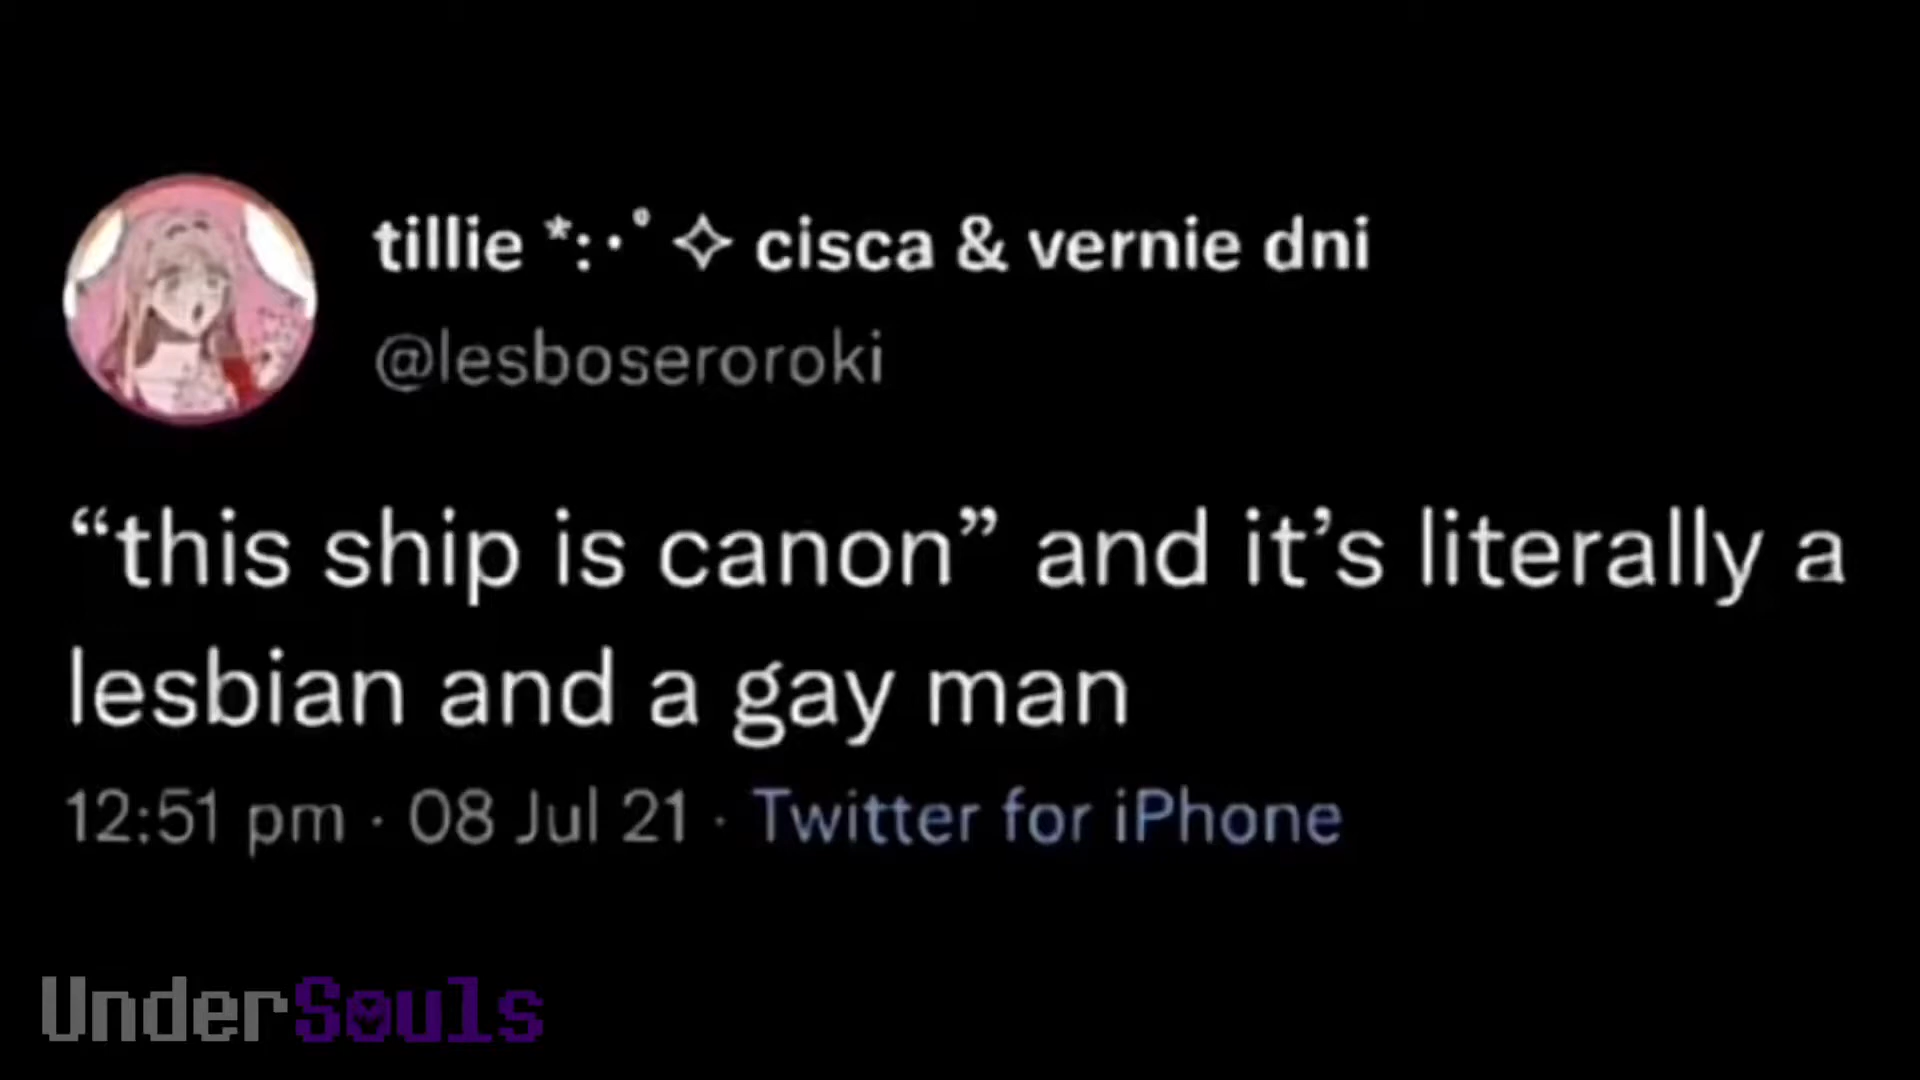 tillie *:·˚ ✧ cisca & vernie dni
@lesboseroroki
“this ship is canon” and it’s literally a
lesbian and a gay man
12:51 pm · 08 Jul 21 · Twitter for iPhone
UnderSouls